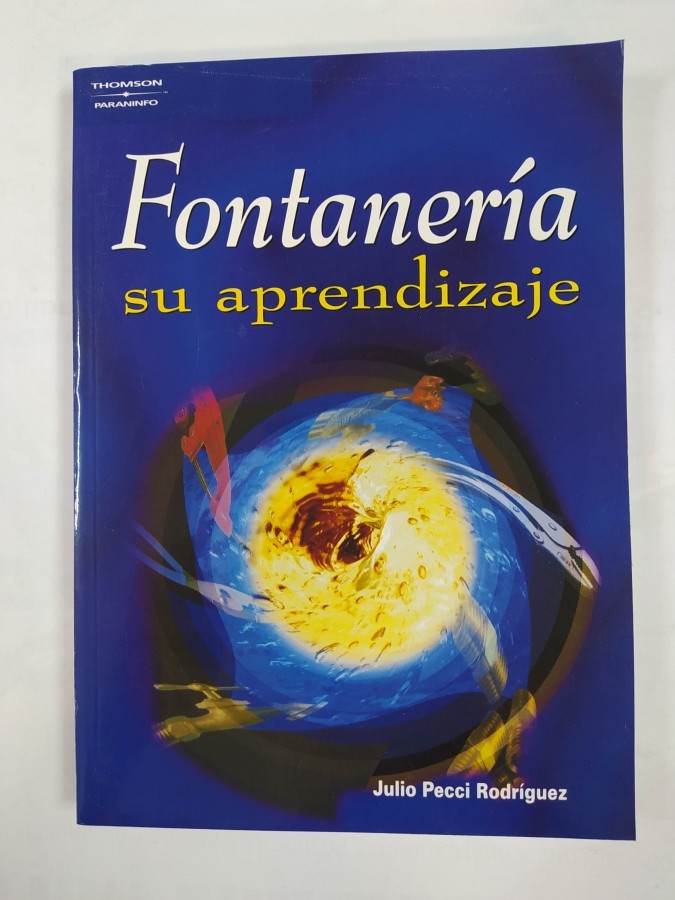 THOMSON
PARANINFO
Fontanería
su aprendizaje
Julio Pecci Rodríguez